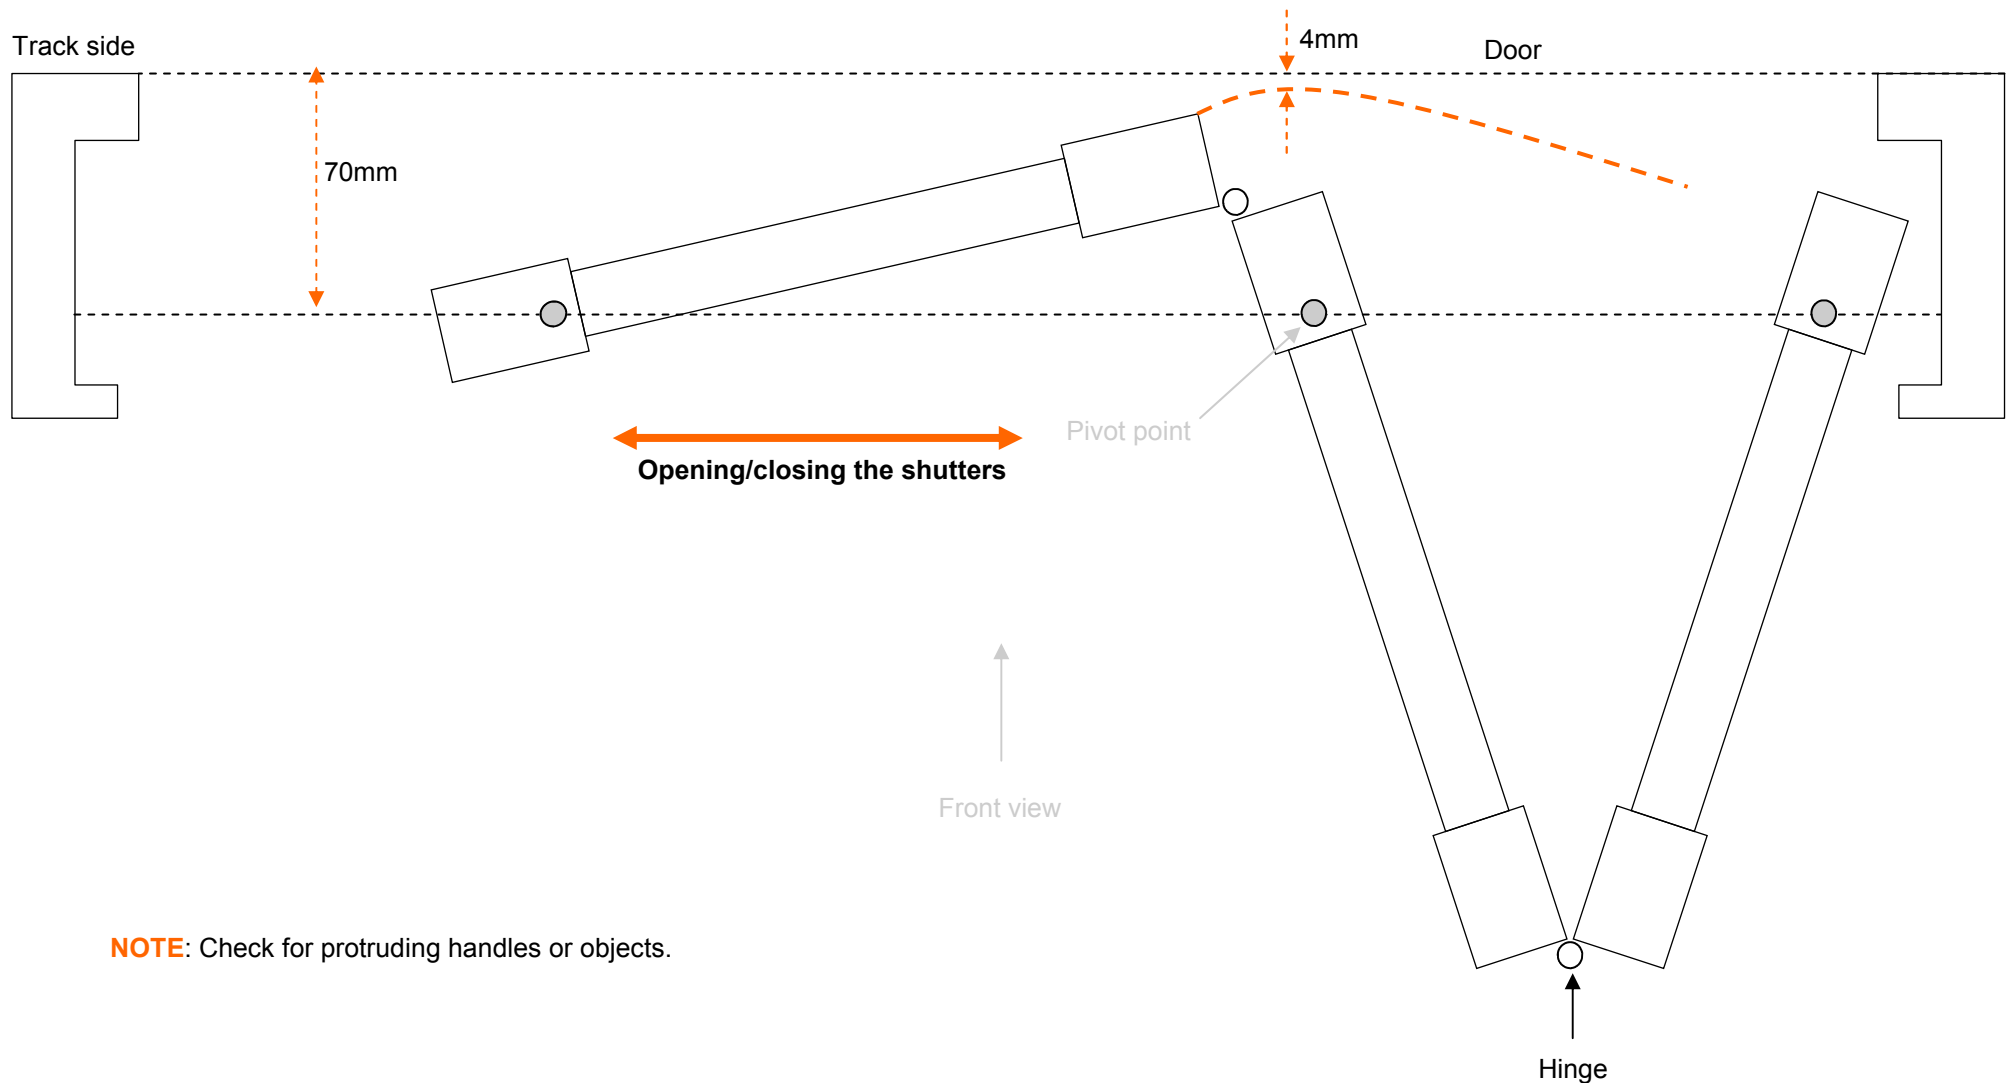 Track side
4mm
Door
70mm
Pivot point
Opening/closing the shutters
Front view
NOTE: Check for protruding handles or objects.
Hinge